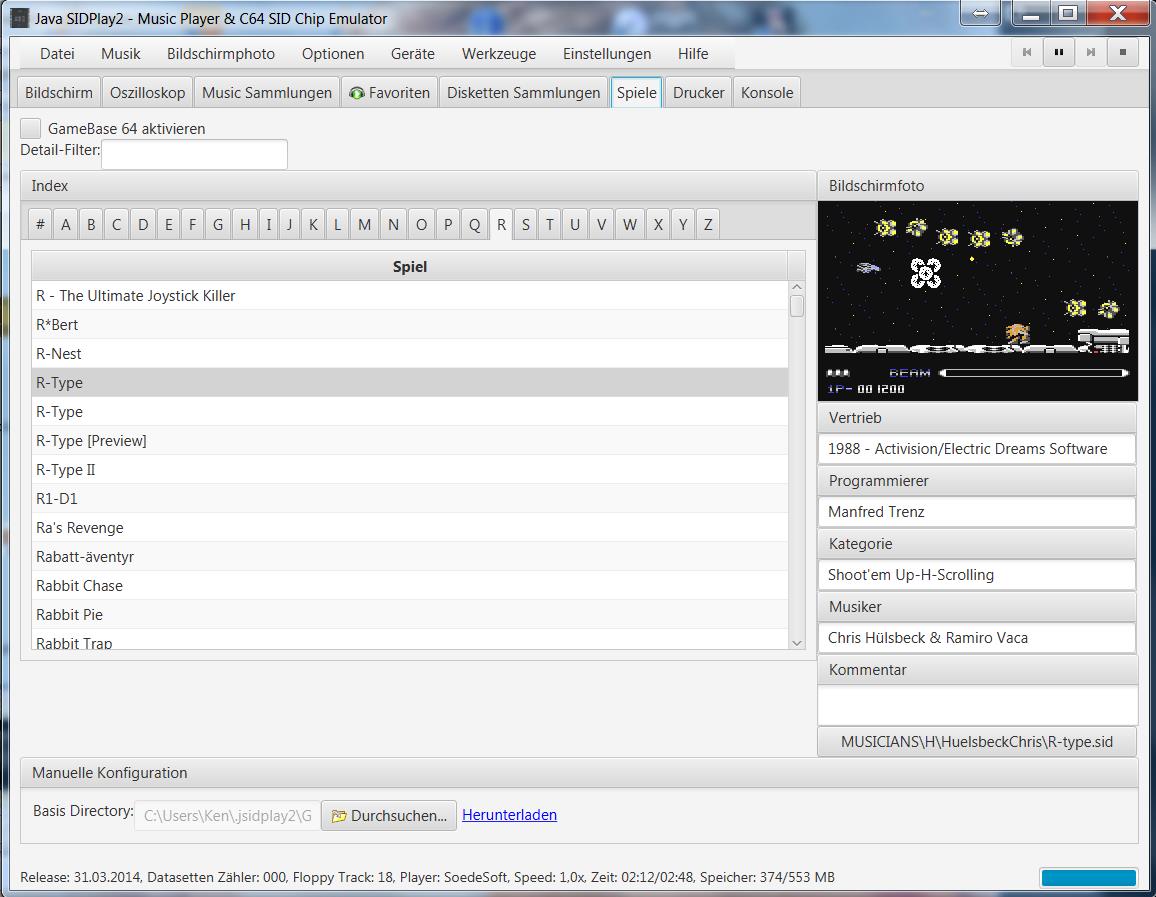 Java SIDPlay2 - Music Player & C64 SID Chip Emulator
Datei Musik Bildschirmphoto Optionen Geräte Werkzeuge Einstellungen Hilfe
Bildschirm Oszilloskop Music Sammlungen Favoriten Disketten Sammlungen Spiele Drucker Konsole
GameBase 64 aktivieren
Detail-Filter:
Index
# A B C D E F G H I J K L M N O P Q R S T U V W X Y Z
Spiel
R - The Ultimate Joystick Killer
R*Bert
R-Nest
R-Type
R-Type
R-Type [Preview]
R-Type II
R1-D1
Ra's Revenge
Rabatt-äventyr
Rabbit Chase
Rabbit Pie
Rabbit Trap
Bildschirmfoto
BEAM
1P- 001200
Vertrieb
1988 - Activision/Electric Dreams Software
Programmierer
Manfred Trenz
Kategorie
Shoot'em Up-H-Scrolling
Musiker
Chris Hülsbeck & Ramiro Vaca
Kommentar
MUSICIANS\H\HuelsbeckChris\R-type.sid
Manuelle Konfiguration
Basis Directory: C:\Users\Ken\.jsidplay2\G Durchsuchen... Herunterladen
Release: 31.03.2014, Datasetten Zähler: 000, Floppy Track: 18, Player: SoedeSoft, Speed: 1,0x, Zeit: 02:12/02:48, Speicher: 374/553 MB